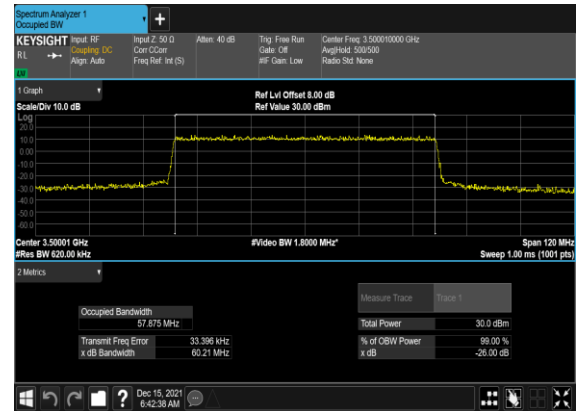 Spectrum Analyzer 1
Occupied BW
KEYSIGHT
Input: RF
Input Z: 50 Ω
Atten: 40 dB
Trig: Free Run
Center Freq: 3.500010000 GHz
RL
Coupling: DC
Corr CCorr
Gate: Off
Avg|Hold: 500/500
Align: Auto
Freq Ref: Int (S)
#IF Gain: Low
Radio Std: None
1 Graph
Ref Lvl Offset 8.00 dB
Scale/Div 10.0 dB
Ref Value 30.00 dBm
Log
20.0
10.0
0.00
-10.0
-20.0
-30.0
-40.0
-50.0
-60.0
Center 3.50001 GHz
#Video BW 1.8000 MHz*
Span 120 MHz
#Res BW 620.00 kHz
Sweep 1.00 ms (1001 pts)
2 Metrics
Measure Trace
Trace 1
Occupied Bandwidth
57.875 MHz
Total Power
30.0 dBm
Transmit Freq Error
33.396 kHz
% of OBW Power
99.00 %
x dB Bandwidth
60.21 MHz
x dB
-26.00 dB
Dec 15, 2021
6:42:38 AM